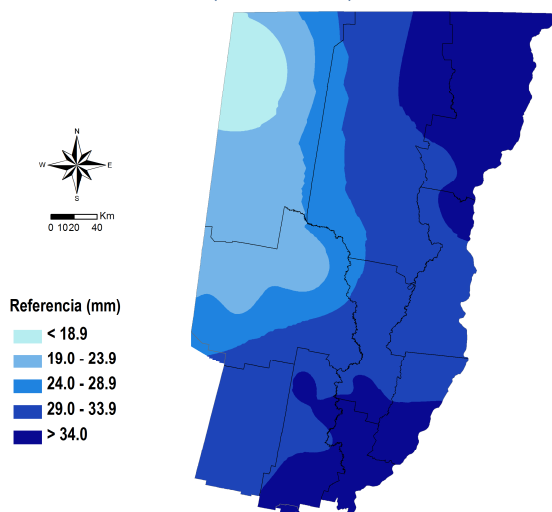 N
W E
S
Km
0 1020 40
Referencia (mm)
< 18.9
19.0 - 23.9
24.0 - 28.9
29.0 - 33.9
> 34.0